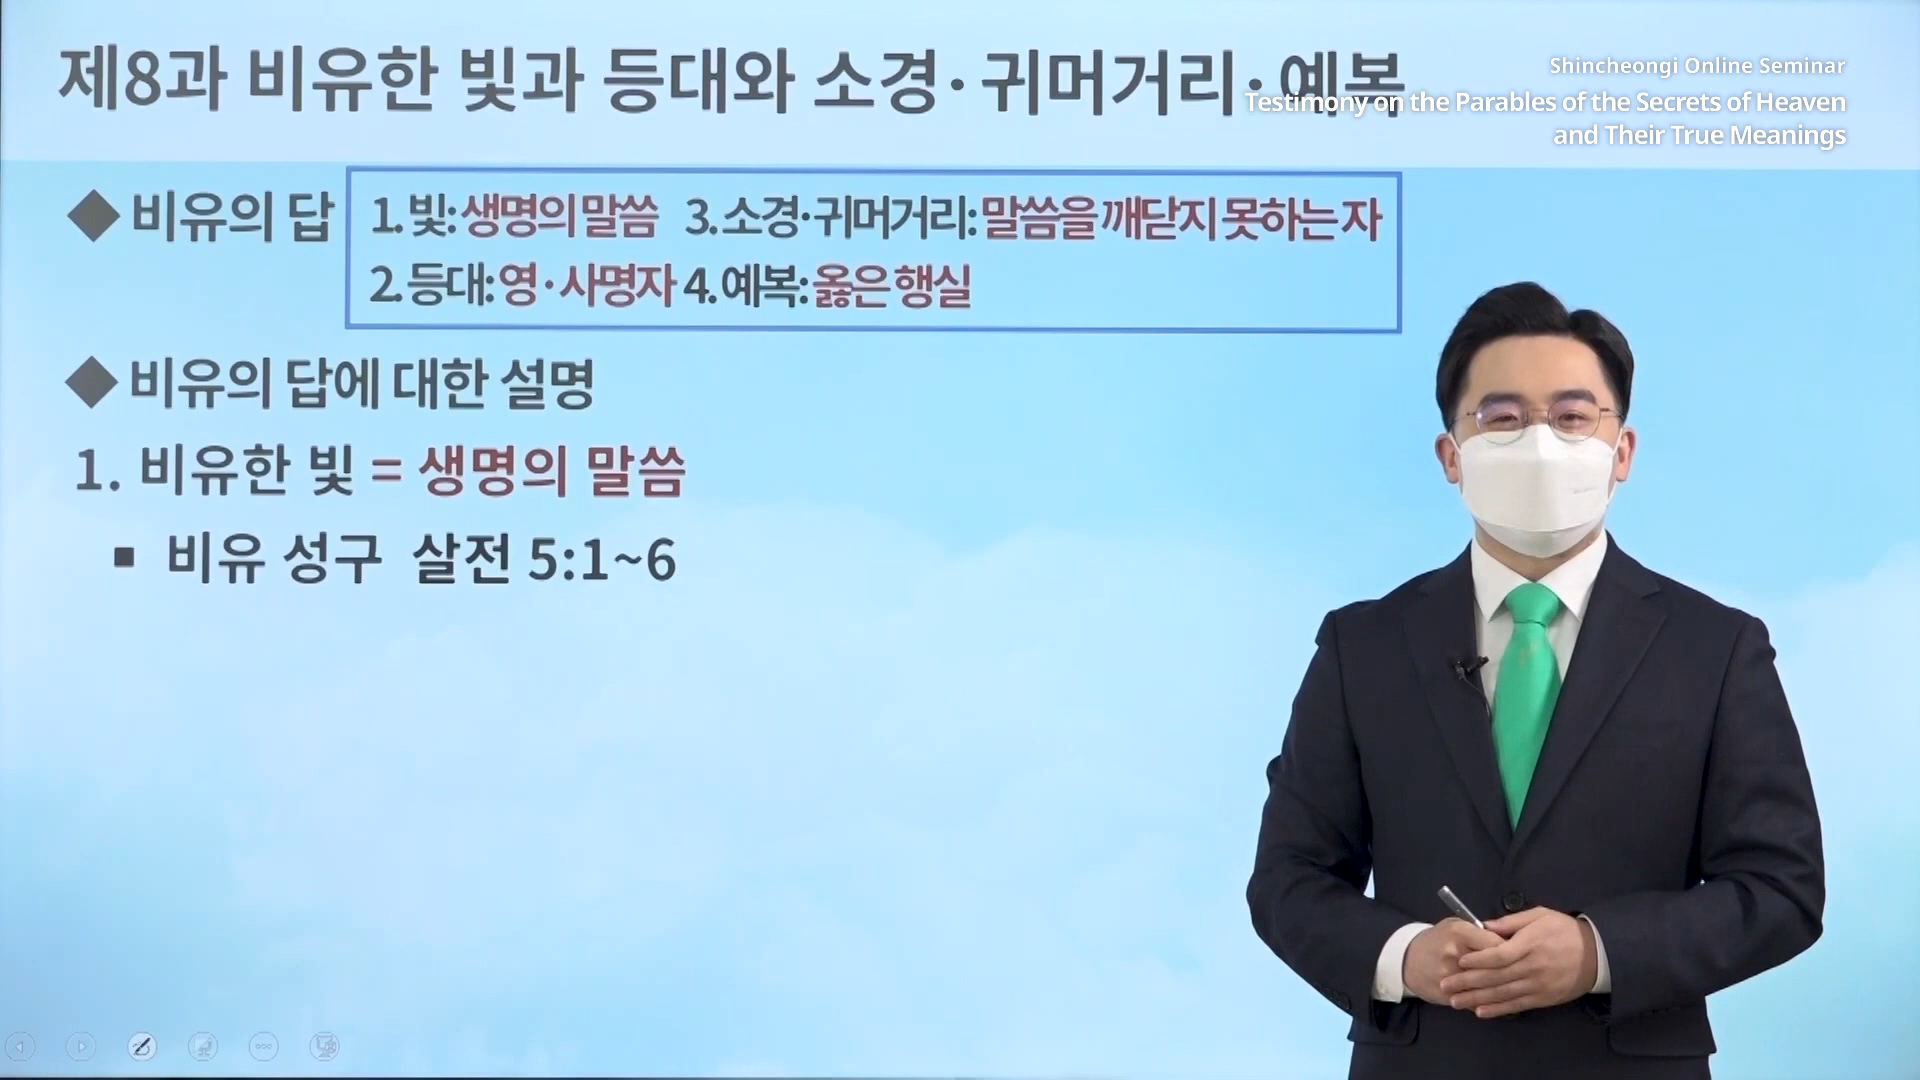 제8과 비유한 빛과 등대와 소경·귀머거리·예복
Shincheongi Online Seminar
Testimony on the Parables of the Secrets of Heaven
and Their True Meanings
◆ 비유의 답
1. 빛: 생명의 말씀 3. 소경·귀머거리: 말씀을 깨닫지 못하는 자
2. 등대: 영·사명자 4. 예복: 옳은 행실
◆ 비유의 답에 대한 설명
1. 비유한 빛 = 생명의 말씀
▪ 비유 성구 살전 5:1~6